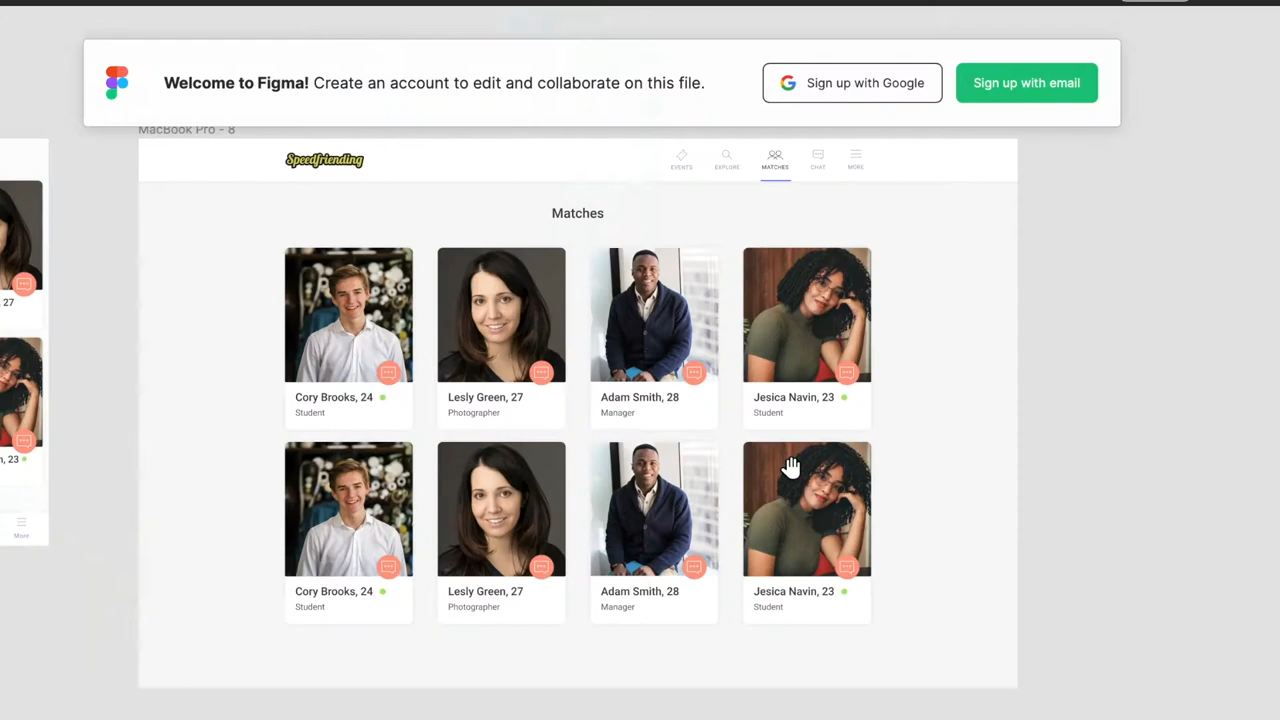 Welcome to Figma! Create an account to edit and collaborate on this file.
Sign up with Google
Sign up with email
MacBook Pro - 8
Speedfriending
EVENTS
EXPLORE
MATCHES
CHAT
MORE
Matches
, 27
Cory Brooks, 24
Student
Lesly Green, 27
Photographer
Adam Smith, 28
Manager
Jesica Navin, 23
Student
, 23
More
Cory Brooks, 24
Student
Lesly Green, 27
Photographer
Adam Smith, 28
Manager
Jesica Navin, 23
Student